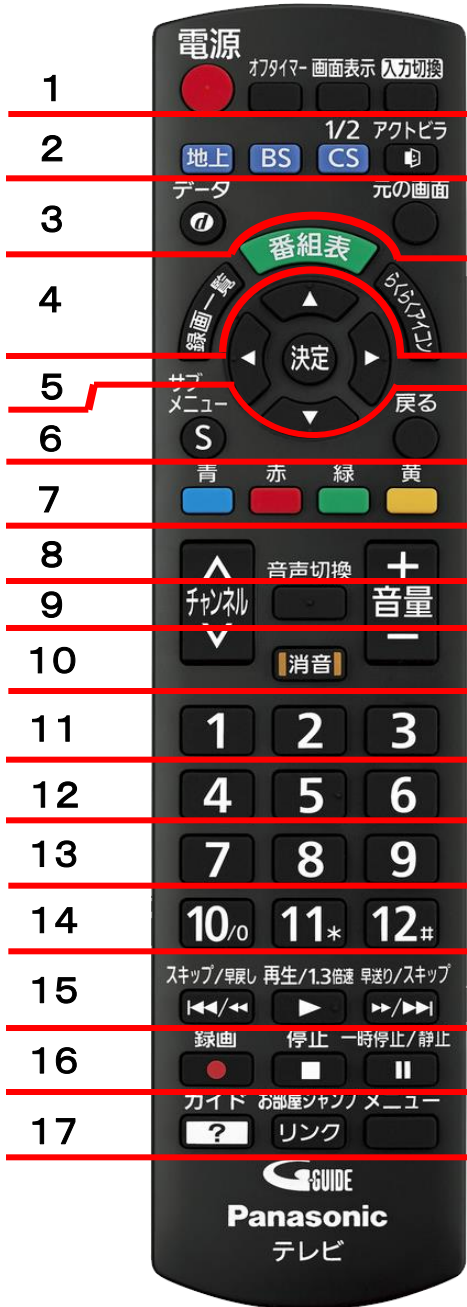 電源
オフタイマー 画面表示 入力切換
1
1/2 アクトビラ
2 地上 BS CS
データ 元の画面
3 d
番組表
4 録画一覧 らくらくアイコン
▲
◀ 決定 ▶
5 サブメニュー 戻る
▼
6 S
青 赤 緑 黄
7
8 ∧ 音声切換 +
9 チャンネル 音量
∨ −
10 消音
11 1 2 3
12 4 5 6
13 7 8 9
14 10/0 11* 12#
スキップ/早戻し 再生/1.3倍速 早送り/スキップ
15 |◀◀/◀◀ ▶ ▶▶/▶▶|
録画 停止 一時停止/静止
16 ● ■ ||
ガイド お部屋ジャンプ メニュー
17 ? リンク
G-GUIDE
Panasonic
テレビ